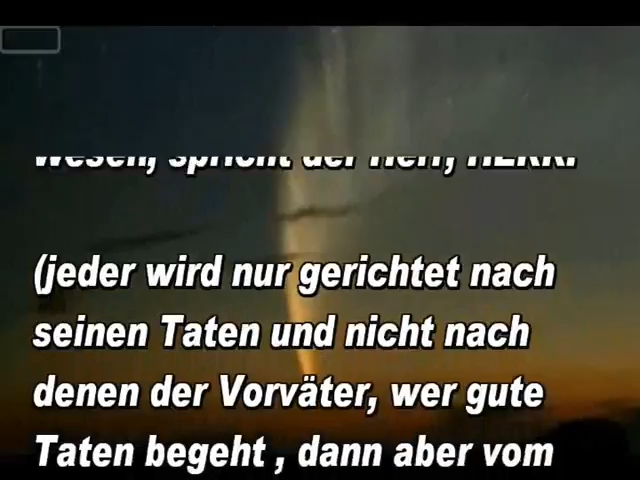 Wesen, spricht der Herr, HERR.
(jeder wird nur gerichtet nach
seinen Taten und nicht nach
denen der Vorväter, wer gute
Taten begeht , dann aber vom